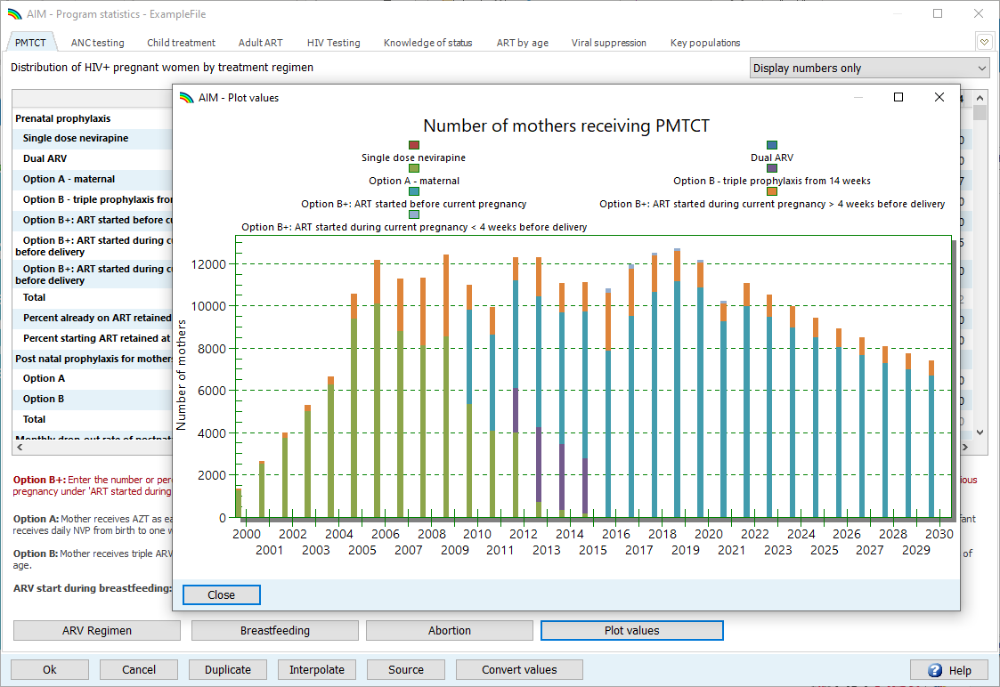 AIM - Program statistics - ExampleFile
PMTCT ANC testing Child treatment Adult ART HIV Testing Knowledge of status ART by age Viral suppression Key populations
Distribution of HIV+ pregnant women by treatment regimen
Display numbers only
AIM - Plot values
Number of mothers receiving PMTCT
Single dose nevirapine
Dual ARV
Option A - maternal
Option B - triple prophylaxis from 14 weeks
Option B+: ART started before current pregnancy
Option B+: ART started during current pregnancy > 4 weeks before delivery
Option B+: ART started during current pregnancy < 4 weeks before delivery
Number of mothers
12000
10000
8000
6000
4000
2000
0
2000 2002 2004 2006 2008 2010 2012 2014 2016 2018 2020 2022 2024 2026 2028 2030
2001 2003 2005 2007 2009 2011 2013 2015 2017 2019 2021 2023 2025 2027 2029
Close
Prenatal prophylaxis
Single dose nevirapine
Dual ARV
Option A - maternal
Option B - triple prophylaxis from
Option B+: ART started before
Option B+: ART started during
before delivery
Option B+: ART started during
before delivery
Total
Percent already on ART retained
Percent starting ART retained at
Post natal prophylaxis for mothers
Option A
Option B
Total
Monthly drop-out rate of postnatal
Option B+: Enter the number or
pregnancy under 'ART started during
Option A: Mother receives AZT as
receives daily NVP from birth to one
Option B: Mother receives triple ARV
of
age.
ARV start during breastfeeding:
ARV Regimen Breastfeeding Abortion Plot values
Ok Cancel Duplicate Interpolate Source Convert values Help